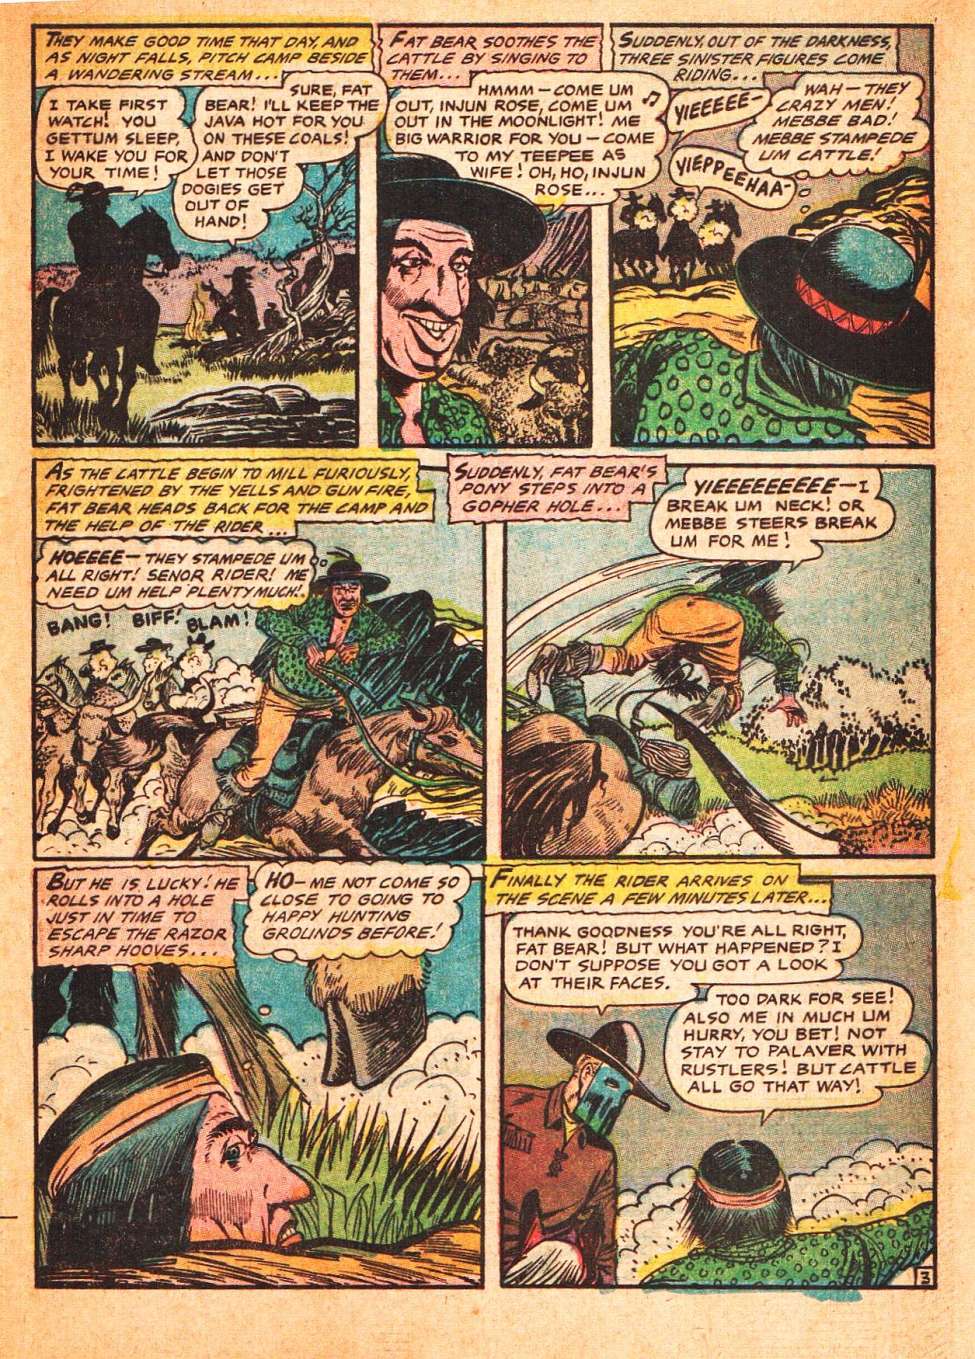 THEY MAKE GOOD TIME THAT DAY, AND
AS NIGHT FALLS, PITCH CAMP BESIDE
A WANDERING STREAM...
I TAKE FIRST
WATCH! YOU
GETTUM SLEEP,
I WAKE YOU FOR
YOUR TIME!
SURE, FAT
BEAR! I'LL KEEP THE
JAVA HOT FOR YOU
ON THESE COALS!
AND DON'T
LET THOSE
DOGIES GET
OUT OF
HAND!
FAT BEAR SOOTHES THE
CATTLE BY SINGING TO
THEM...
HMMM - COME UM
OUT, INJUN ROSE, COME UM
OUT IN THE MOONLIGHT! ME
BIG WARRIOR FOR YOU - COME
TO MY TEEPEE AS
WIFE! OH, HO, INJUN
ROSE...
SUDDENLY, OUT OF THE DARKNESS,
THREE SINISTER FIGURES COME
RIDING...
YIEEEEE-
YIEPPEEHAA-
WAH - THEY
CRAZY MEN!
MEBBE BAD!
MEBBE STAMPEDE
UM CATTLE!
AS THE CATTLE BEGIN TO MILL FURIOUSLY,
FRIGHTENED BY THE YELLS AND GUN FIRE,
FAT BEAR HEADS BACK FOR THE CAMP AND
THE HELP OF THE RIDER...
HOEEEE - THEY STAMPEDE UM
ALL RIGHT! SENOR RIDER! ME
NEED UM HELP PLENTY MUCH!
BANG! BIFF! BLAM!
SUDDENLY, FAT BEAR'S
PONY STEPS INTO A
GOPHER HOLE...
YIEEEEEEEEE - I
BREAK UM NECK! OR
MEBBE STEERS BREAK
UM FOR ME!
BUT HE IS LUCKY! HE
ROLLS INTO A HOLE
JUST IN TIME TO
ESCAPE THE RAZOR
SHARP HOOVES...
HO - ME NOT COME SO
CLOSE TO GOING TO
HAPPY HUNTING
GROUNDS BEFORE!
FINALLY THE RIDER ARRIVES ON
THE SCENE A FEW MINUTES LATER...
THANK GOODNESS YOU'RE ALL RIGHT,
FAT BEAR! BUT WHAT HAPPENED? I
DON'T SUPPOSE YOU GOT A LOOK
AT THEIR FACES.
TOO DARK FOR SEE!
ALSO ME IN MUCH UM
HURRY, YOU BET! NOT
STAY TO PALAVER WITH
RUSTLERS! BUT CATTLE
ALL GO THAT WAY!
3